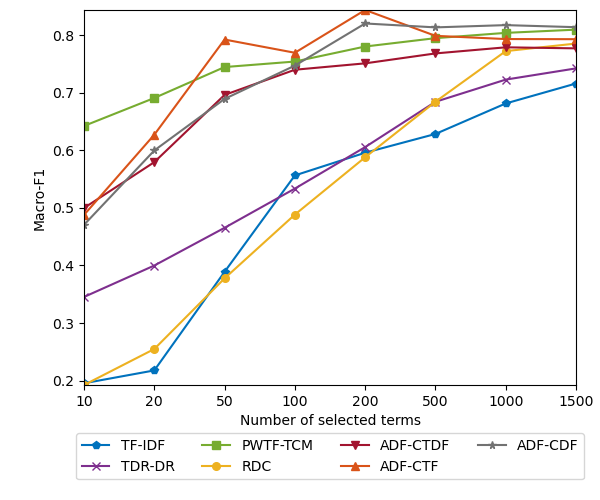 0.8
0.7
0.6
0.5
0.4
0.3
0.2
Macro-F1
10 20 50 100 200 500 1000 1500
Number of selected terms
TF-IDF PWTF-TCM ADF-CTDF ADF-CDF
TDR-DR RDC ADF-CTF